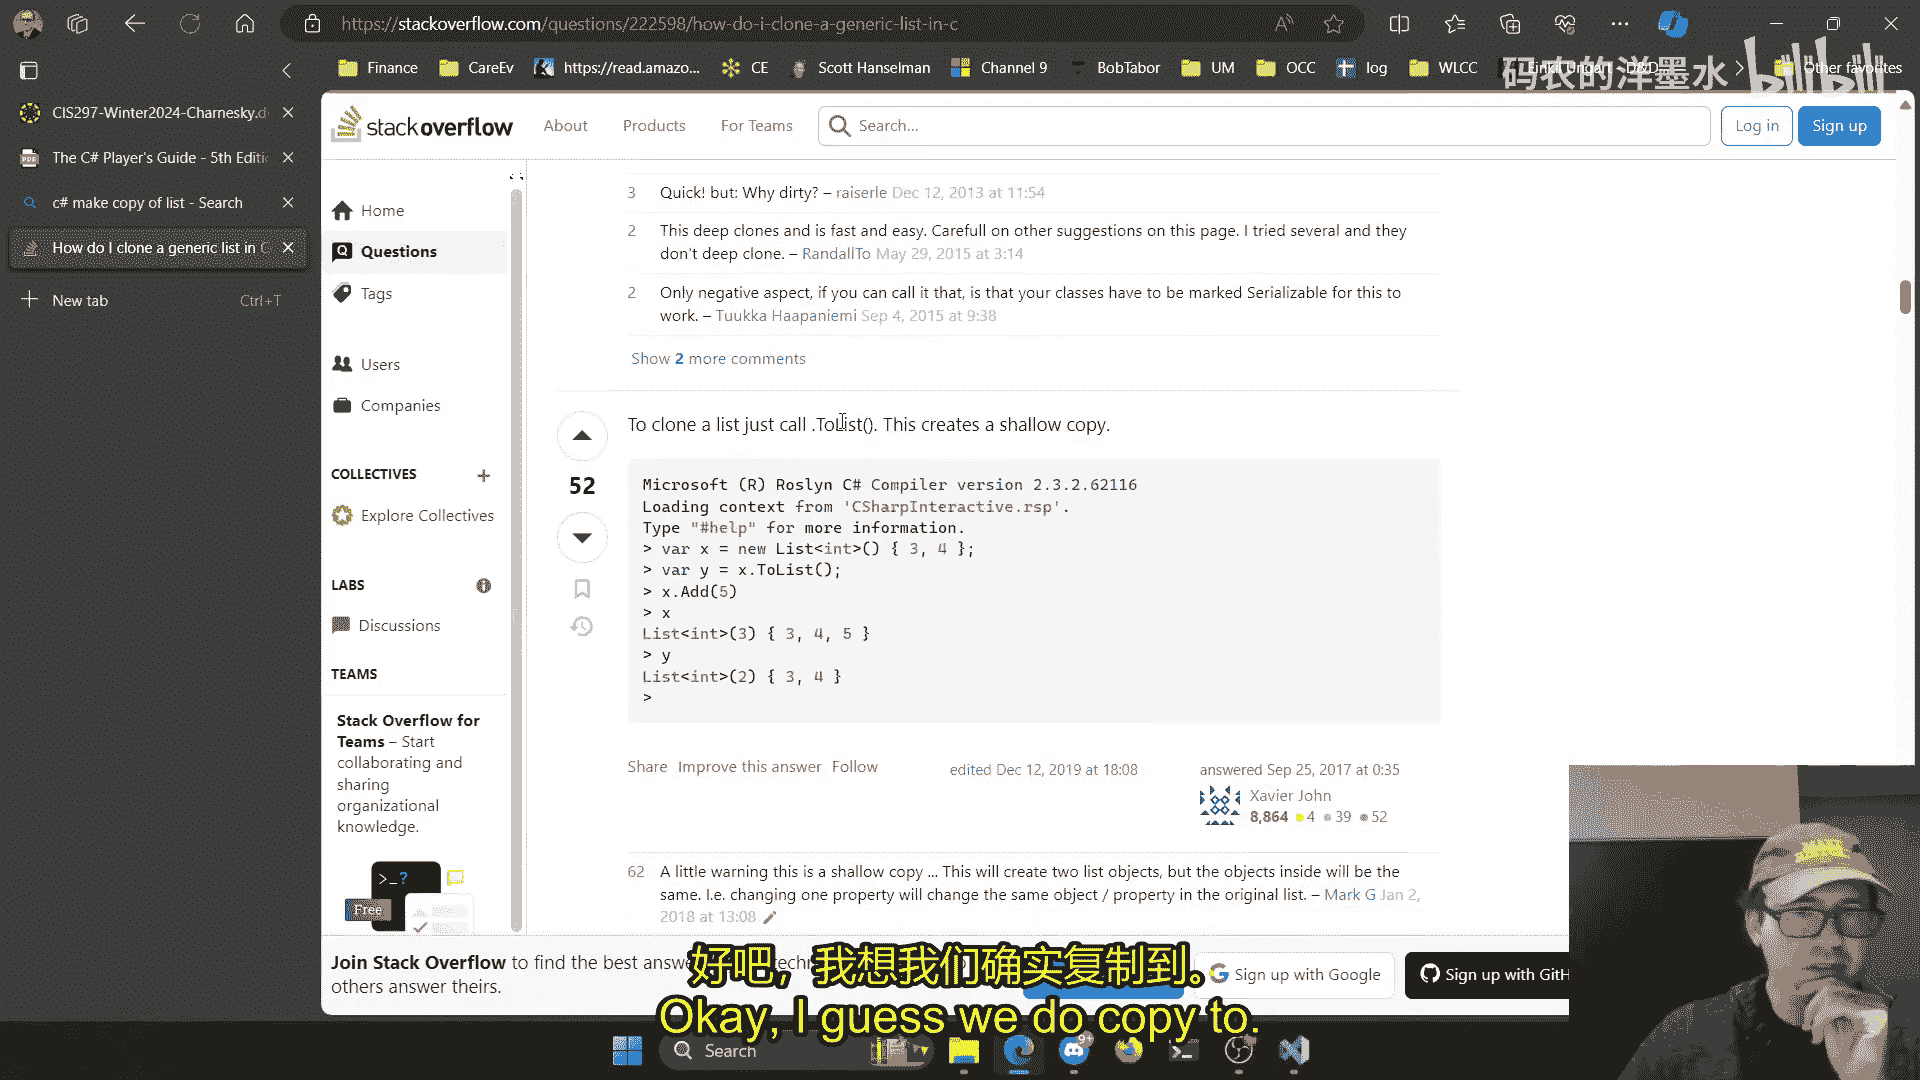 https://stackoverflow.com/questions/222598/how-do-i-clone-a-generic-list-in-c
Finance
CareEv
https://read.amazo...
CE
Scott Hanselman
Channel 9
BobTabor
UM
OCC
log
WLCC
Other favorites
码农的洋墨水
bilibili
CIS297-Winter2024-Charnesky.d
The C# Player's Guide - 5th Editi
c# make copy of list - Search
How do I clone a generic list in C
New tab
Ctrl+T
stackoverflow
About
Products
For Teams
Search...
Log in
Sign up
Home
Questions
Tags
Users
Companies
COLLECTIVES
Explore Collectives
LABS
Discussions
TEAMS
Stack Overflow for
Teams – Start
collaborating and
sharing
organizational
knowledge.
>_?
Free
3 Quick! but: Why dirty? – raiserle Dec 12, 2013 at 11:54
2 This deep clones and is fast and easy. Carefull on other suggestions on this page. I tried several and they
don't deep clone. – RandallTo May 29, 2015 at 3:14
2 Only negative aspect, if you can call it that, is that your classes have to be marked Serializable for this to
work. – Tuukka Haapaniemi Sep 4, 2015 at 9:38
Show 2 more comments
To clone a list just call .ToList(). This creates a shallow copy.
52
Microsoft (R) Roslyn C# Compiler version 2.3.2.62116
Loading context from 'CSharpInteractive.rsp'.
Type "#help" for more information.
> var x = new List<int>() { 3, 4 };
> var y = x.ToList();
> x.Add(5)
> x
List<int>(3) { 3, 4, 5 }
> y
List<int>(2) { 3, 4 }
>
Share Improve this answer Follow
edited Dec 12, 2019 at 18:08
answered Sep 25, 2017 at 0:35
Xavier John
8,864 4 39 52
62 A little warning this is a shallow copy ... This will create two list objects, but the objects inside will be the
same. I.e. changing one property will change the same object / property in the original list. – Mark G Jan 2,
2018 at 13:08
Join Stack Overflow to find the best answe
others answer theirs.
Sign up with Google
Sign up with GitH
好吧，我想我们确实复制到。
Okay, I guess we do copy to.
Search
9+